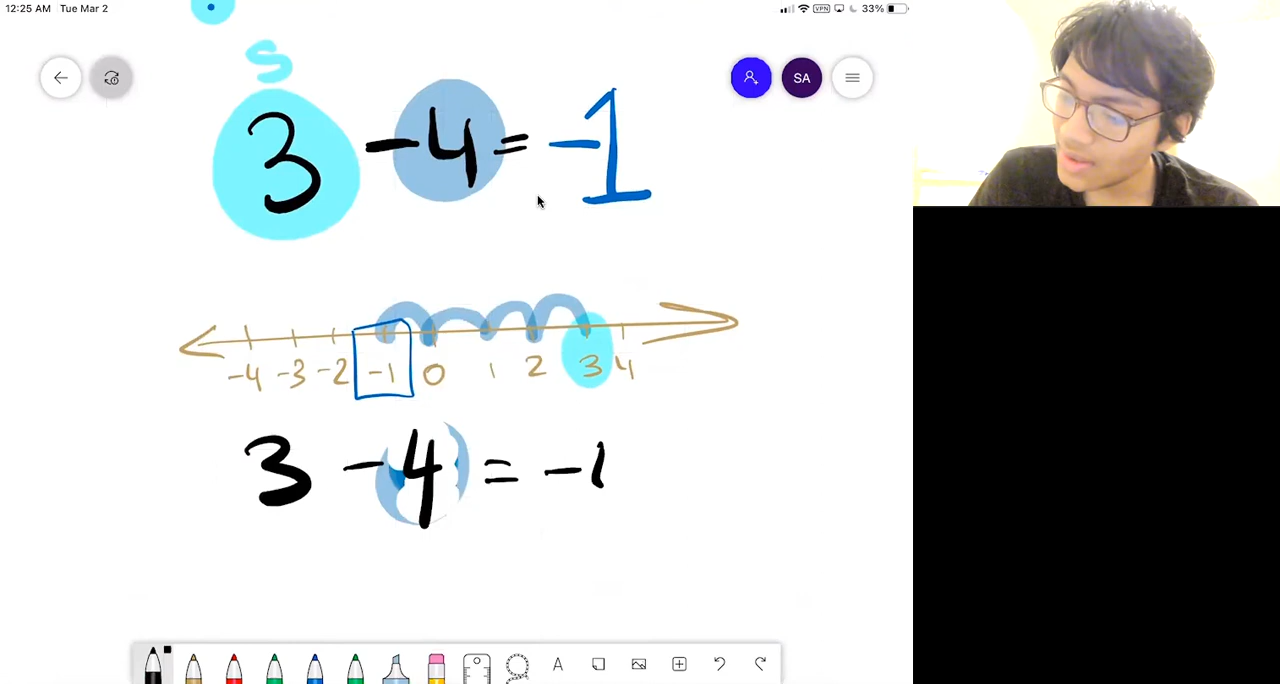 12:25 AM Tue Mar 2
VPN 33%
S
3 -4 = -1
SA
-4 -3 -2 -1 0 1 2 3 4
3 -4 = -1
A